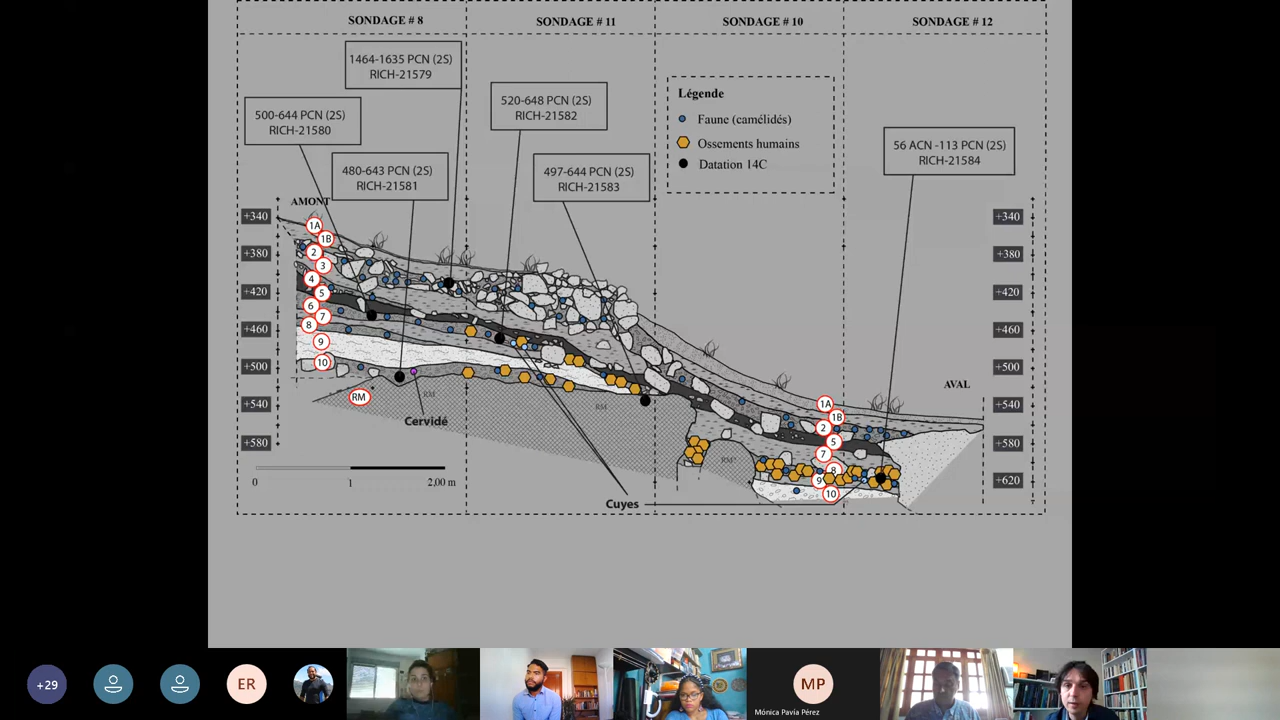 SONDAGE # 8
SONDAGE # 11
SONDAGE # 10
SONDAGE # 12
1464-1635 PCN (2S)
RICH-21579
500-644 PCN (2S)
RICH-21580
480-643 PCN (2S)
RICH-21581
520-648 PCN (2S)
RICH-21582
497-644 PCN (2S)
RICH-21583
Légende
Faune (camélidés)
Ossements humains
Datation 14C
56 ACN -113 PCN (2S)
RICH-21584
AMONT
+340
+380
+420
+460
+500
+540
+580
1A
1B
2
3
4
5
6
7
8
9
10
RM
RM
RM
RM'
Cervidé
Cuyes
0
1
2,00 m
AVAL
1A
1B
2
5
7
8
9
10
+340
+380
+420
+460
+500
+540
+580
+620
+29
ER
MP
Mónica Pavía Pérez